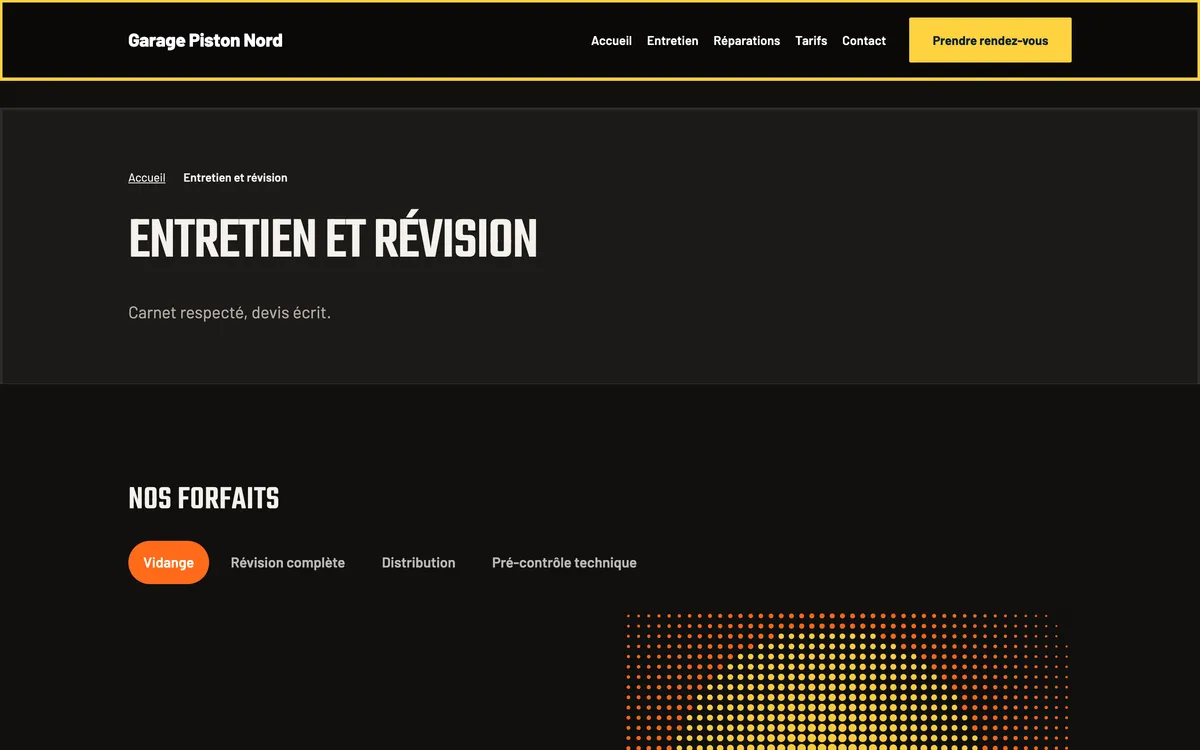 Garage Piston Nord
Accueil Entretien Réparations Tarifs Contact Prendre rendez-vous
Accueil Entretien et révision
ENTRETIEN ET RÉVISION
Carnet respecté, devis écrit.
NOS FORFAITS
Vidange Révision complète Distribution Pré-contrôle technique